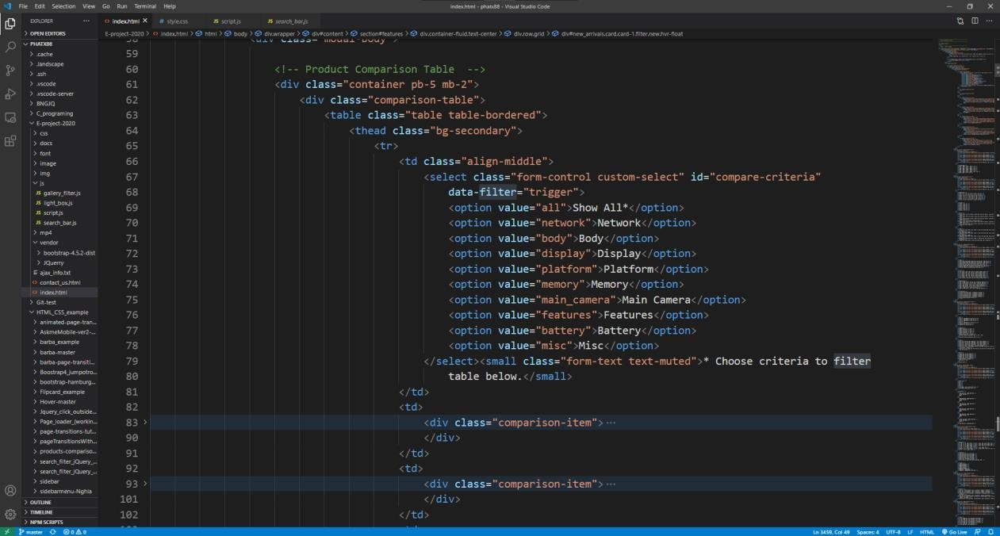 File Edit Selection View Go Run Terminal Help
index.html - phatx88 - Visual Studio Code
EXPLORER
OPEN EDITORS
PHATX88
.cache
.landscape
.ssh
.vscode
.vscode-server
BNGJQ
C_programing
E-project-2020
css
docs
font
image
img
js
JS gallery_filter.js
JS light_box.js
JS script.js
JS search_bar.js
mp4
vendor
bootstrap-4.5.2-dist
JQuerry
ajax_info.txt
contact_us.html
index.html
Git-test
HTML_CSS_example
animated-page-tran...
AskmeMobile-ver2-...
barba_example
barba-master
barba-page-transiti...
Boostrap4_jumpotro...
bootstrap-hamburg...
Flipcard_example
Hover-master
Jquery_click_outside...
Page_loader_(workin...
page-transitions-tut...
pageTransitionsWith...
products-compariso...
search_filter_jQuery_...
search_filter_jQuery_...
sidebar
sidebarmenu-Nghia
OUTLINE
TIMELINE
NPM SCRIPTS
index.html
# style.css
JS script.js
JS search_bar.js
E-project-2020 > index.html > html > body > div.wrapper > div#content > section#features > div.container-fluid.text-center > div.row.grid > div#new_arrivals.card.card-1.filter.new.hvr-float
58 <div class="modal-body">
59
60 <!-- Product Comparison Table  -->
61 <div class="container pb-5 mb-2">
62 <div class="comparison-table">
63 <table class="table table-bordered">
64 <thead class="bg-secondary">
65 <tr>
66 <td class="align-middle">
67 <select class="form-control custom-select" id="compare-criteria"
68 data-filter="trigger">
69 <option value="all">Show All*</option>
70 <option value="network">Network</option>
71 <option value="body">Body</option>
72 <option value="display">Display</option>
73 <option value="platform">Platform</option>
74 <option value="memory">Memory</option>
75 <option value="main_camera">Main Camera</option>
76 <option value="features">Features</option>
77 <option value="battery">Battery</option>
78 <option value="misc">Misc</option>
79 </select><small class="form-text text-muted">* Choose criteria to filter
80 table below.</small>
81 </td>
82 <td>
83 <div class="comparison-item">...
90 </div>
91 </td>
92 <td>
93 <div class="comparison-item">...
101 </div>
102 </td>
master
0 0
Ln 3459, Col 49
Spaces: 4
UTF-8
LF
HTML
Go Live